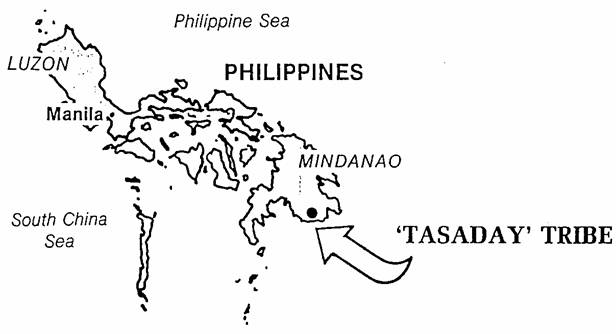 Philippine Sea
LUZON
PHILIPPINES
Manila
MINDANAO
South China
Sea
‘TASADAY’ TRIBE